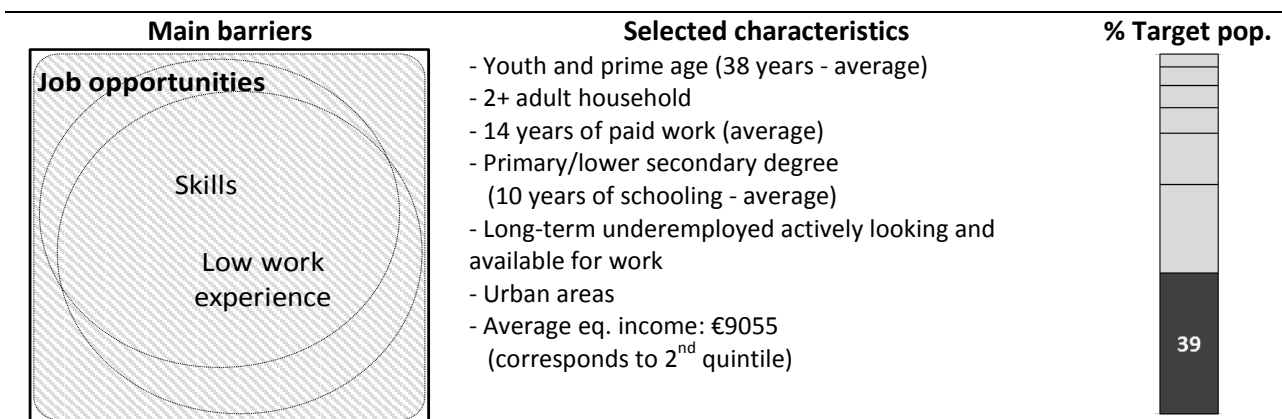 Main barriers
Selected characteristics
% Target pop.
Job opportunities
Skills
Low work
experience
- Youth and prime age (38 years - average)
- 2+ adult household
- 14 years of paid work (average)
- Primary/lower secondary degree
(10 years of schooling - average)
- Long-term underemployed actively looking and
available for work
- Urban areas
- Average eq. income: €9055
(corresponds to 2nd quintile)
39